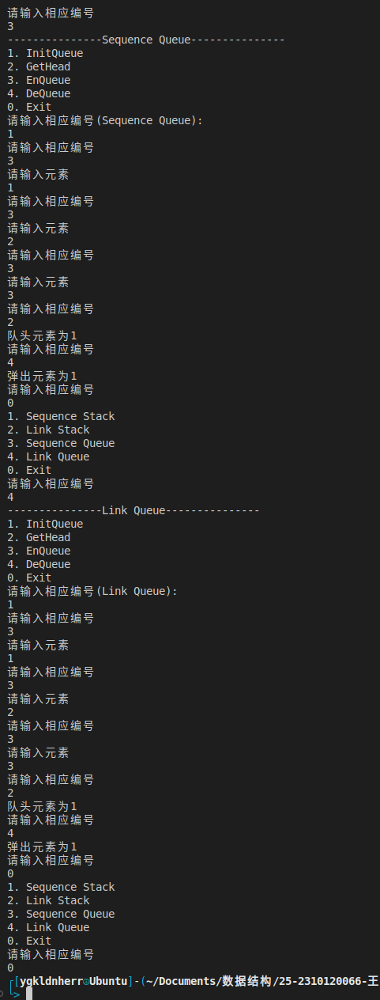 请输入相应编号
3
---------------Sequence Queue---------------
1. InitQueue
2. GetHead
3. EnQueue
4. DeQueue
0. Exit
请输入相应编号(Sequence Queue):
1
请输入相应编号
3
请输入元素
1
请输入相应编号
3
请输入元素
2
请输入相应编号
3
请输入元素
3
请输入相应编号
2
队头元素为1
请输入相应编号
4
弹出元素为1
请输入相应编号
0
1. Sequence Stack
2. Link Stack
3. Sequence Queue
4. Link Queue
0. Exit
请输入相应编号
4
---------------Link Queue---------------
1. InitQueue
2. GetHead
3. EnQueue
4. DeQueue
0. Exit
请输入相应编号(Link Queue):
1
请输入相应编号
3
请输入元素
1
请输入相应编号
3
请输入元素
2
请输入相应编号
3
请输入元素
3
请输入相应编号
2
队头元素为1
请输入相应编号
4
弹出元素为1
请输入相应编号
0
1. Sequence Stack
2. Link Stack
3. Sequence Queue
4. Link Queue
0. Exit
请输入相应编号
0
┌[ygkldnherr☮Ubuntu]-(~/Documents/数据结构/25-2310120066-王
└>